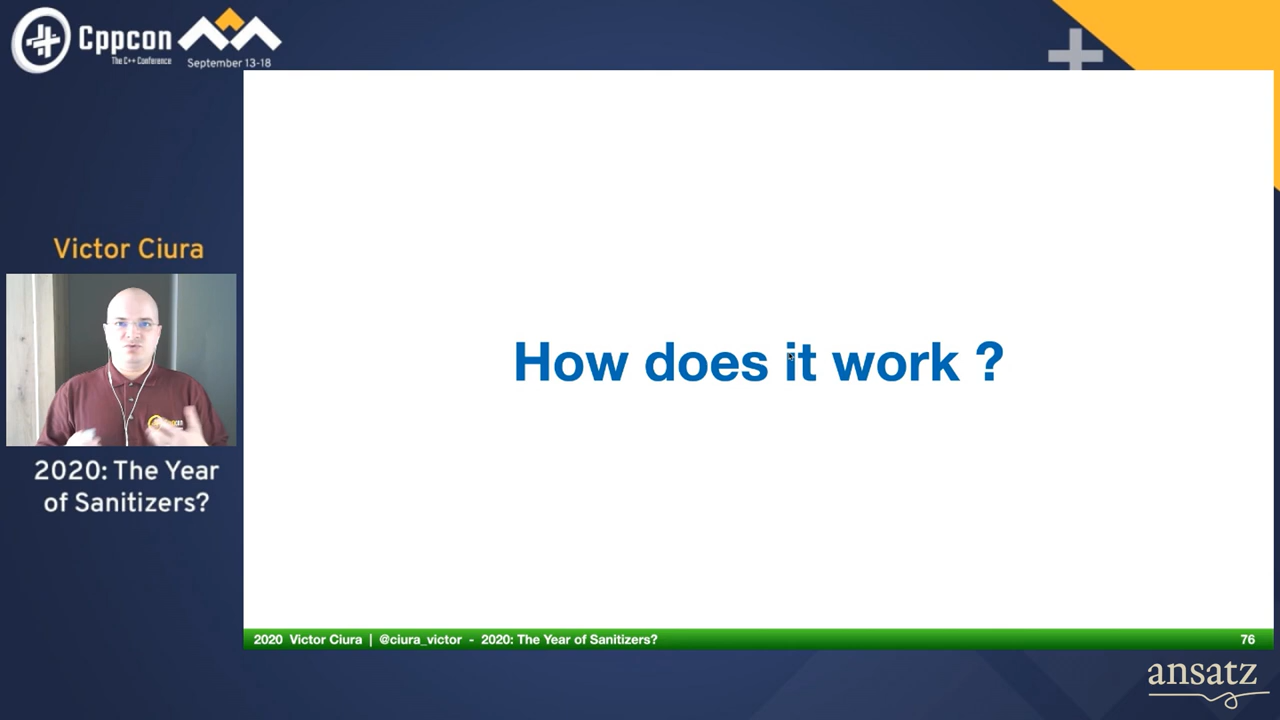 Cppcon
The C++ Conference
September 13-18
Victor Ciura
2020: The Year
of Sanitizers?
How does it work ?
2020 Victor Ciura | @ciura_victor - 2020: The Year of Sanitizers?
76
ansatz